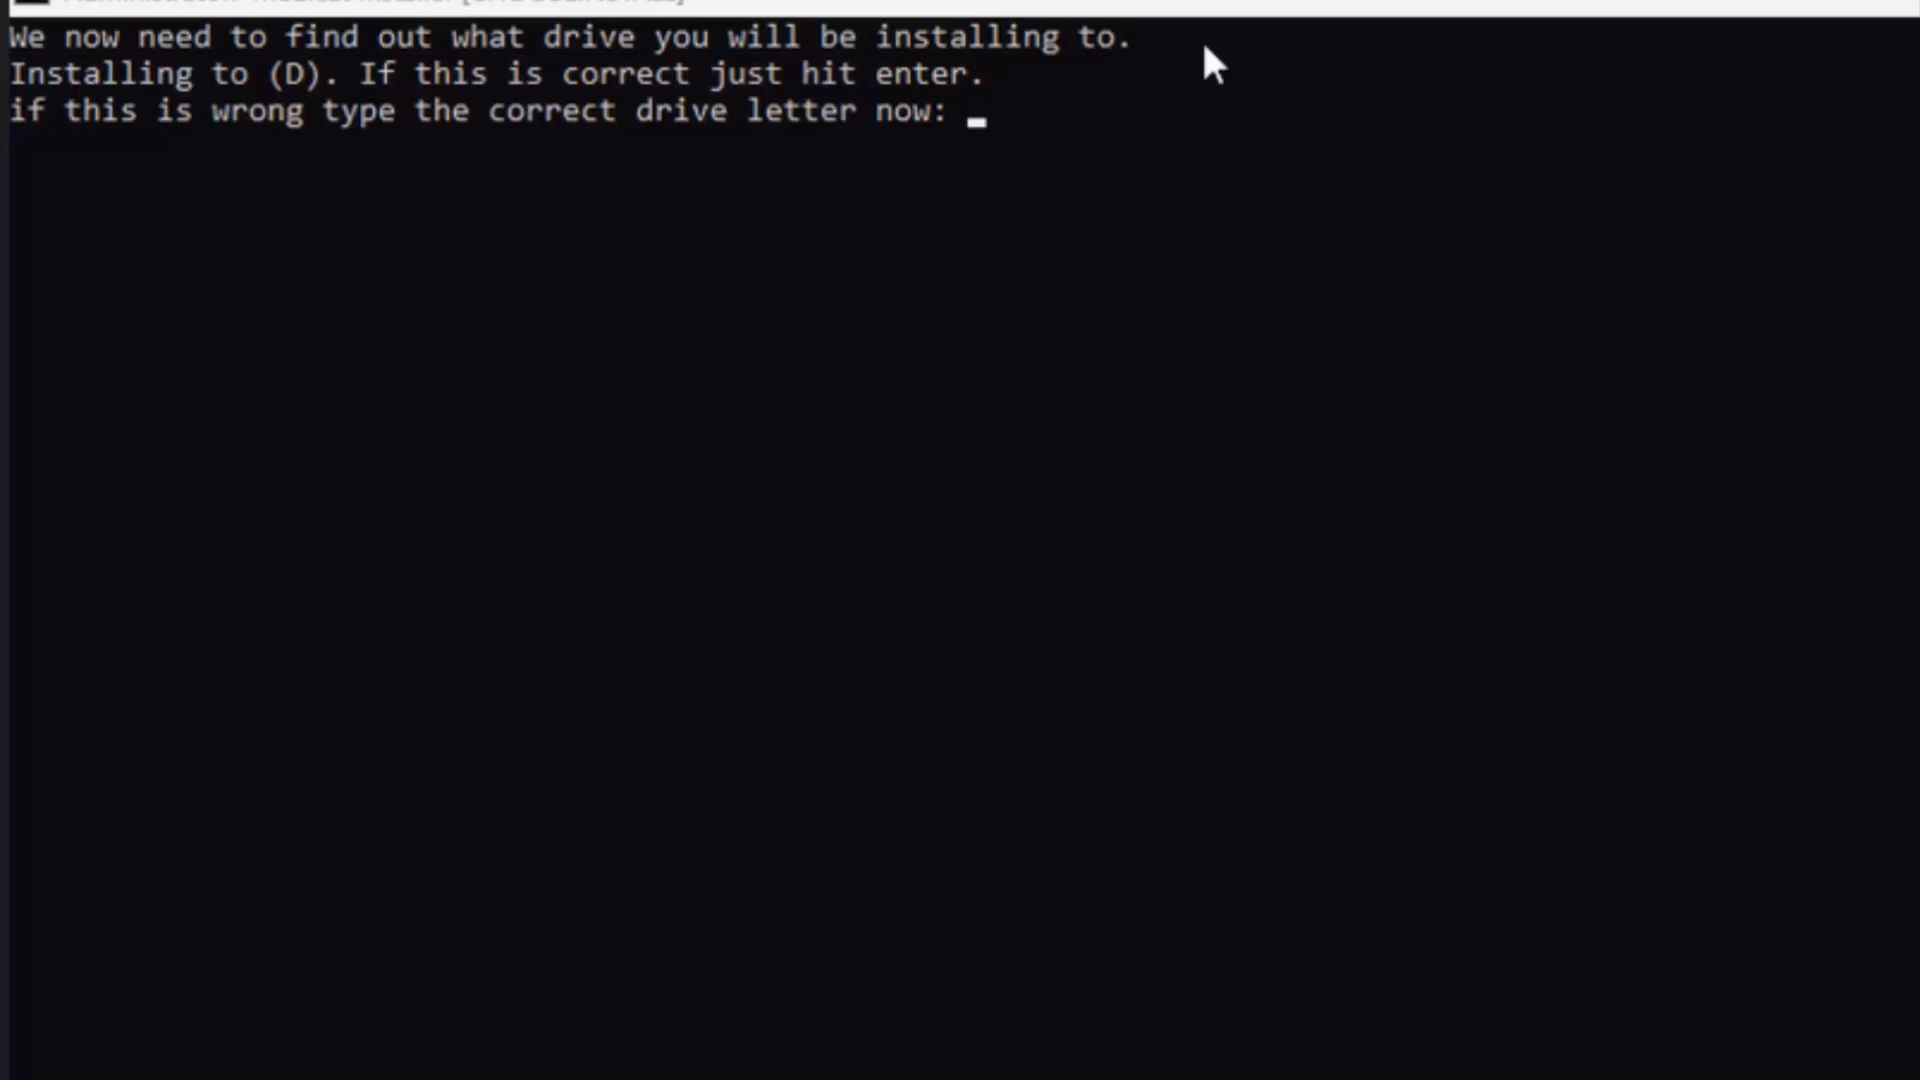 We now need to find out what drive you will be installing to.
Installing to (D). If this is correct just hit enter.
if this is wrong type the correct drive letter now: